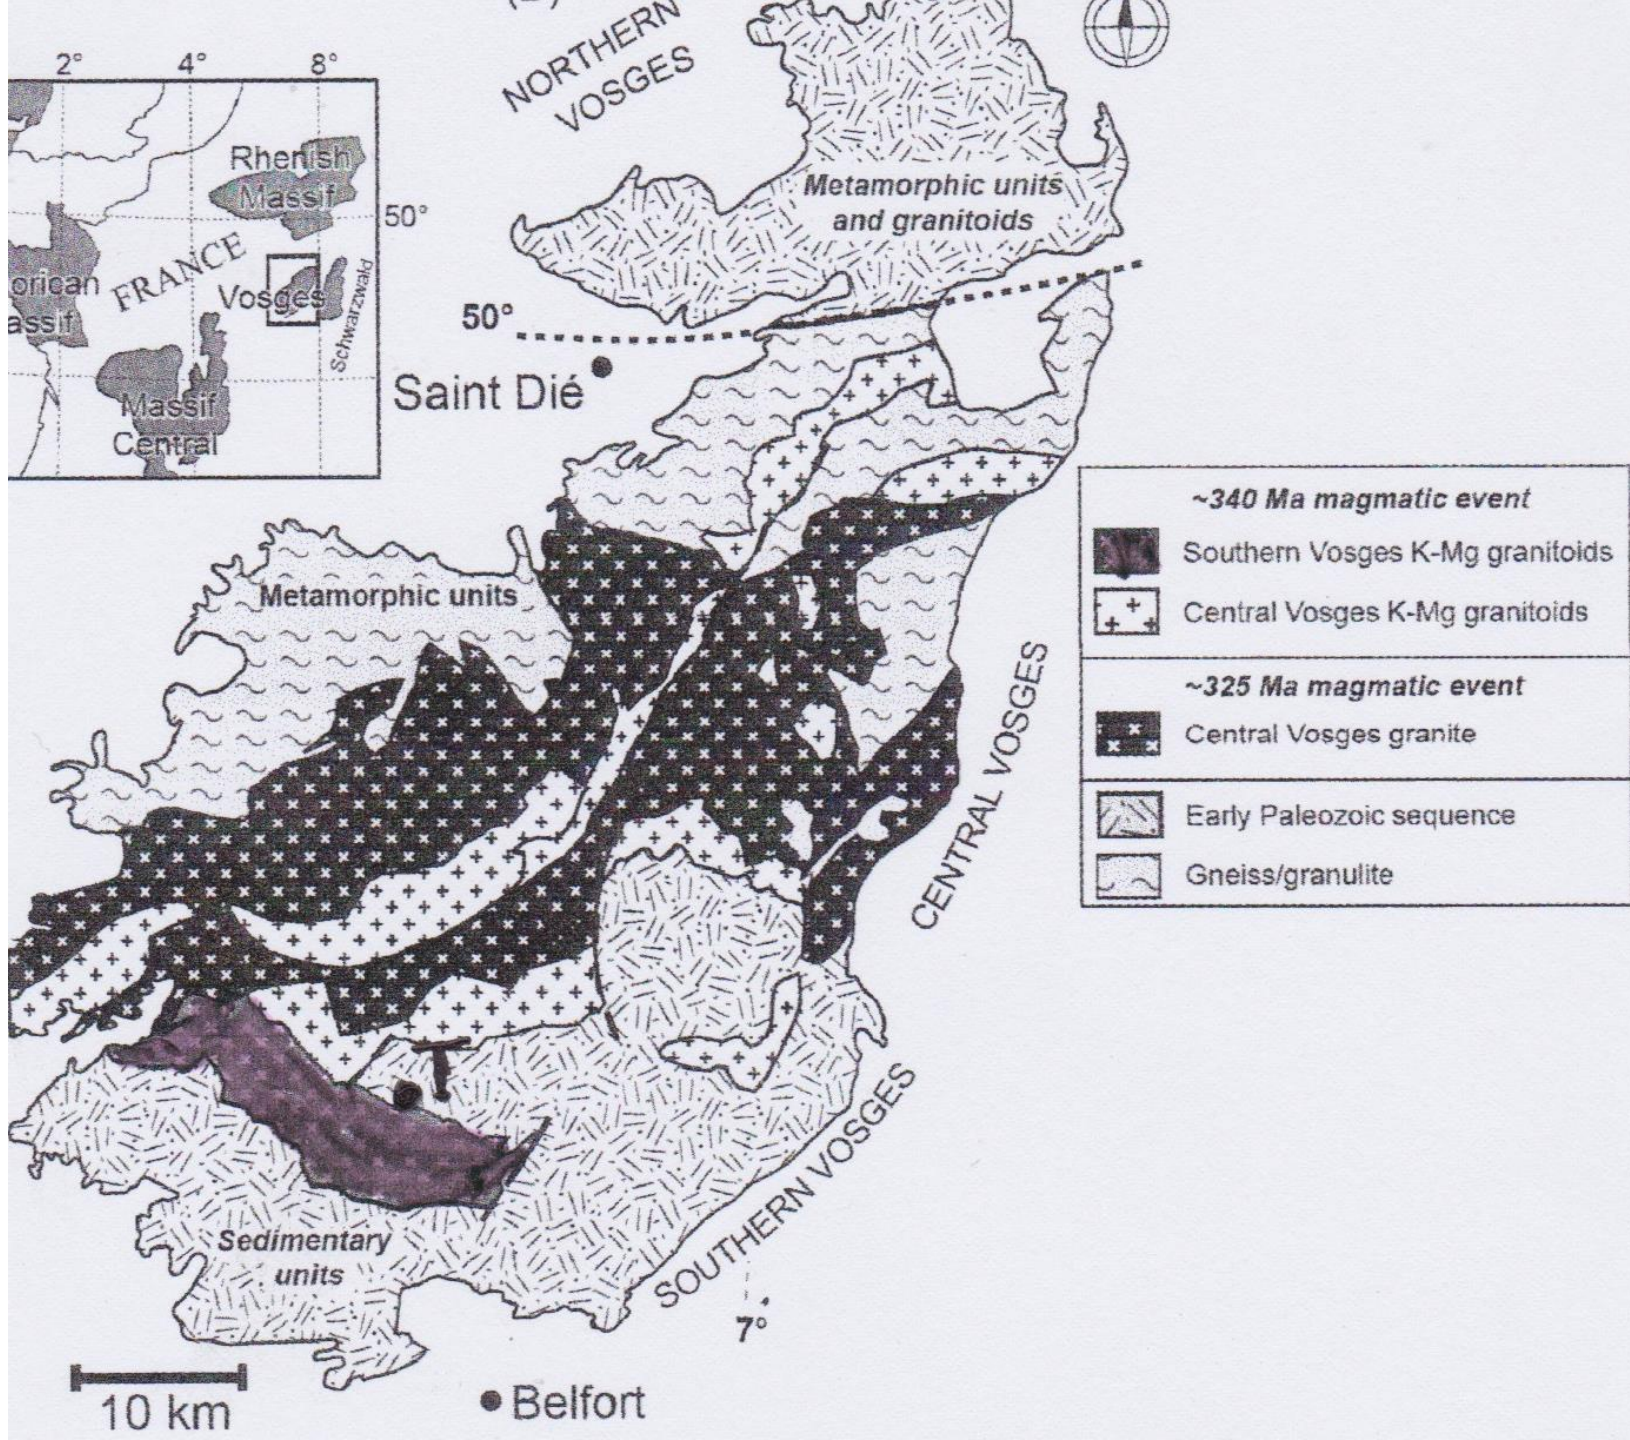 NORTHERN
VOSGES
2°
4°
8°
Rhenish
Massif
50°
FRANCE
orican
assif
Vosges
Schwarzwald
Massif
Central
Metamorphic units
and granitoids
50°
Saint Dié
~340 Ma magmatic event
Southern Vosges K-Mg granitoids
Central Vosges K-Mg granitoids
~325 Ma magmatic event
Central Vosges granite
Early Paleozoic sequence
Gneiss/granulite
Metamorphic units
CENTRAL VOSGES
T
SOUTHERN VOSGES
Sedimentary
units
7°
10 km
Belfort